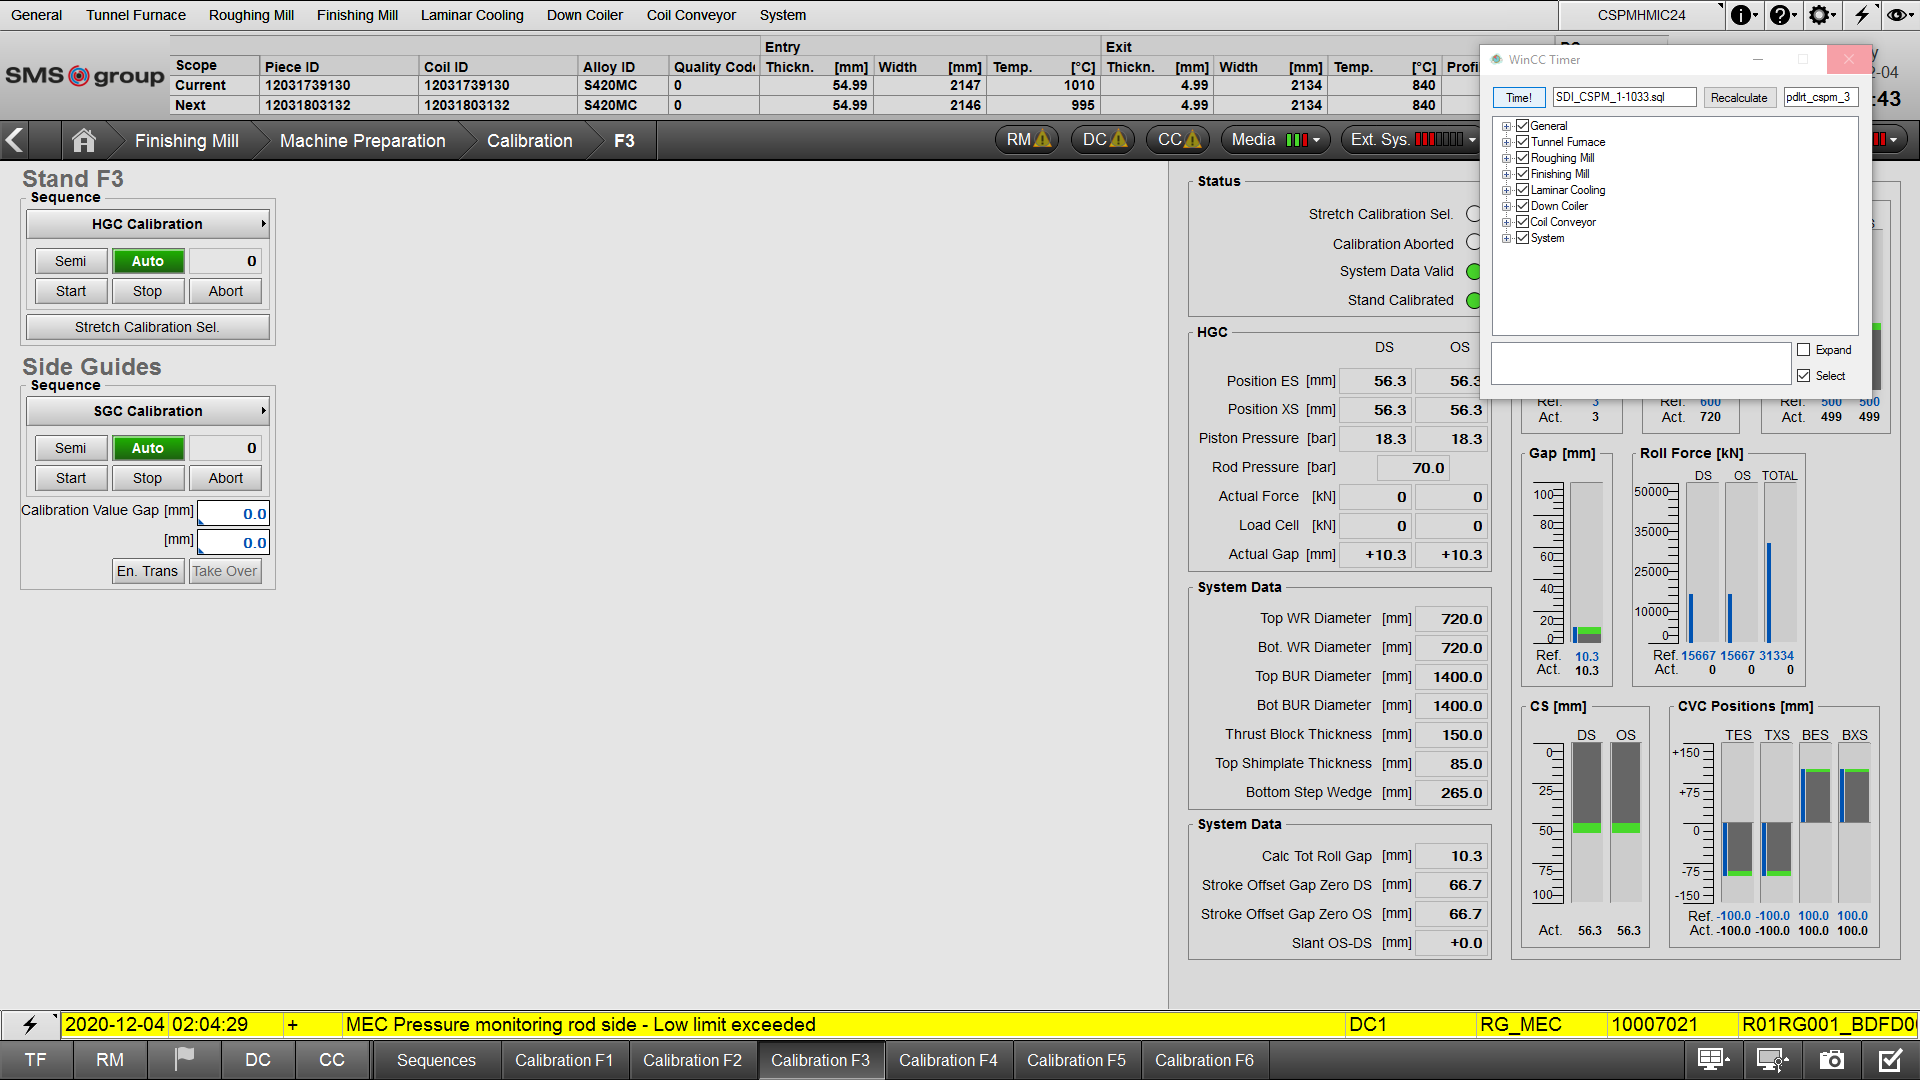 General Tunnel Furnace Roughing Mill Finishing Mill Laminar Cooling Down Coiler Coil Conveyor System CSPMHMIC24
SMS group
Entry Exit
Scope Piece ID Coil ID Alloy ID Quality Code Thickn. [mm] Width [mm] Temp. [°C] Thickn. [mm] Width [mm] Temp. [°C] Profi
Current 12031739130 12031739130 S420MC 0 54.99 2147 1010 4.99 2134 840
Next 12031803132 12031803132 S420MC 0 54.99 2146 995 4.99 2134 840
-04
:43
Finishing Mill Machine Preparation Calibration F3 RM DC CC Media Ext. Sys.
WinCC Timer
Time! SDI_CSPM_1-1033.sql Recalculate pdlrt_cspm_3
General
Tunnel Furnace
Roughing Mill
Finishing Mill
Laminar Cooling
Down Coiler
Coil Conveyor
System
Expand
Select
Stand F3
Sequence
HGC Calibration
Semi Auto 0
Start Stop Abort
Stretch Calibration Sel.
Side Guides
Sequence
SGC Calibration
Semi Auto 0
Start Stop Abort
Calibration Value Gap [mm] 0.0
[mm] 0.0
En. Trans Take Over
Status
Stretch Calibration Sel.
Calibration Aborted
System Data Valid
Stand Calibrated
HGC
DS OS
Position ES [mm] 56.3 56.3
Position XS [mm] 56.3 56.3
Piston Pressure [bar] 18.3 18.3
Rod Pressure [bar] 70.0
Actual Force [kN] 0 0
Load Cell [kN] 0 0
Actual Gap [mm] +10.3 +10.3
System Data
Top WR Diameter [mm] 720.0
Bot. WR Diameter [mm] 720.0
Top BUR Diameter [mm] 1400.0
Bot BUR Diameter [mm] 1400.0
Thrust Block Thickness [mm] 150.0
Top Shimplate Thickness [mm] 85.0
Bottom Step Wedge [mm] 265.0
System Data
Calc Tot Roll Gap [mm] 10.3
Stroke Offset Gap Zero DS [mm] 66.7
Stroke Offset Gap Zero OS [mm] 66.7
Slant OS-DS [mm] +0.0
Ref. 3 Ref. 600 Ref. 500 500
Act. 3 Act. 720 Act. 499 499
Gap [mm]
100
80
60
40
20
0
Ref. 10.3
Act. 10.3
Roll Force [kN]
DS OS TOTAL
50000
35000
25000
10000
0
Ref. 15667 15667 31334
Act. 0 0 0
CS [mm]
DS OS
0
25
50
75
100
Act. 56.3 56.3
CVC Positions [mm]
TES TXS BES BXS
+150
+75
0
-75
-150
Ref. -100.0 -100.0 100.0 100.0
Act. -100.0 -100.0 100.0 100.0
2020-12-04 02:04:29 + MEC Pressure monitoring rod side - Low limit exceeded DC1 RG_MEC 10007021 R01RG001_BDFD0
TF RM DC CC Sequences Calibration F1 Calibration F2 Calibration F3 Calibration F4 Calibration F5 Calibration F6